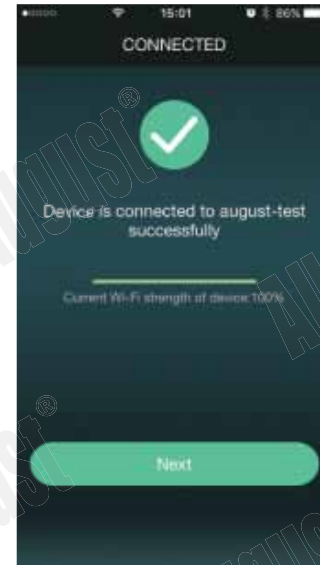 15:01
86%
CONNECTED
Device is connected to august-test
successfully
Current Wi-Fi strength of device:100%
Next
August®